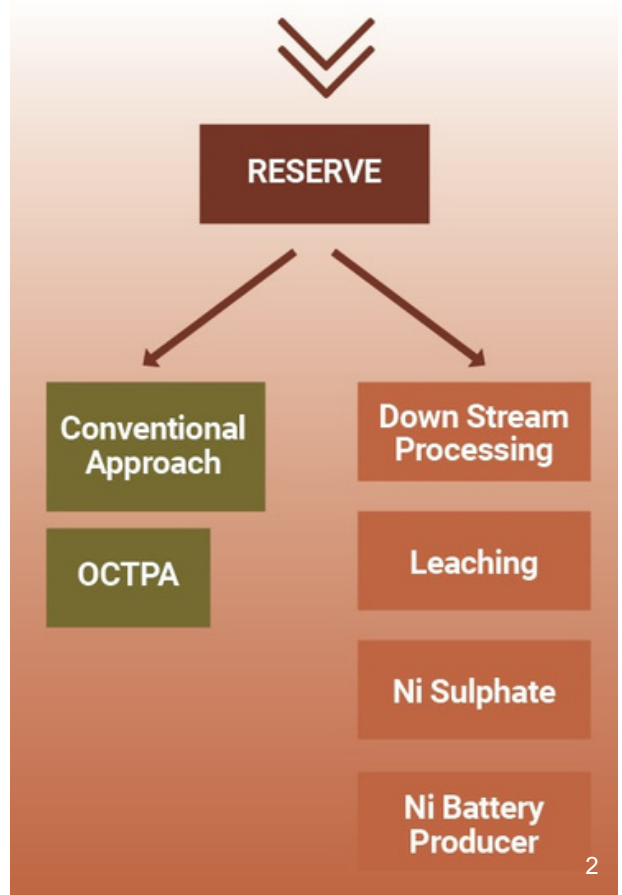 RESERVE
Conventional
Approach
OCTPA
Down Stream
Processing
Leaching
Ni Sulphate
Ni Battery
Producer
2